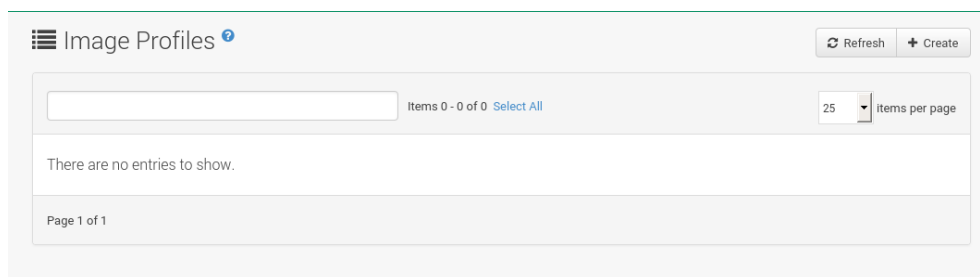 Image Profiles ?
Refresh + Create
Items 0 - 0 of 0 Select All 25 items per page
There are no entries to show.
Page 1 of 1